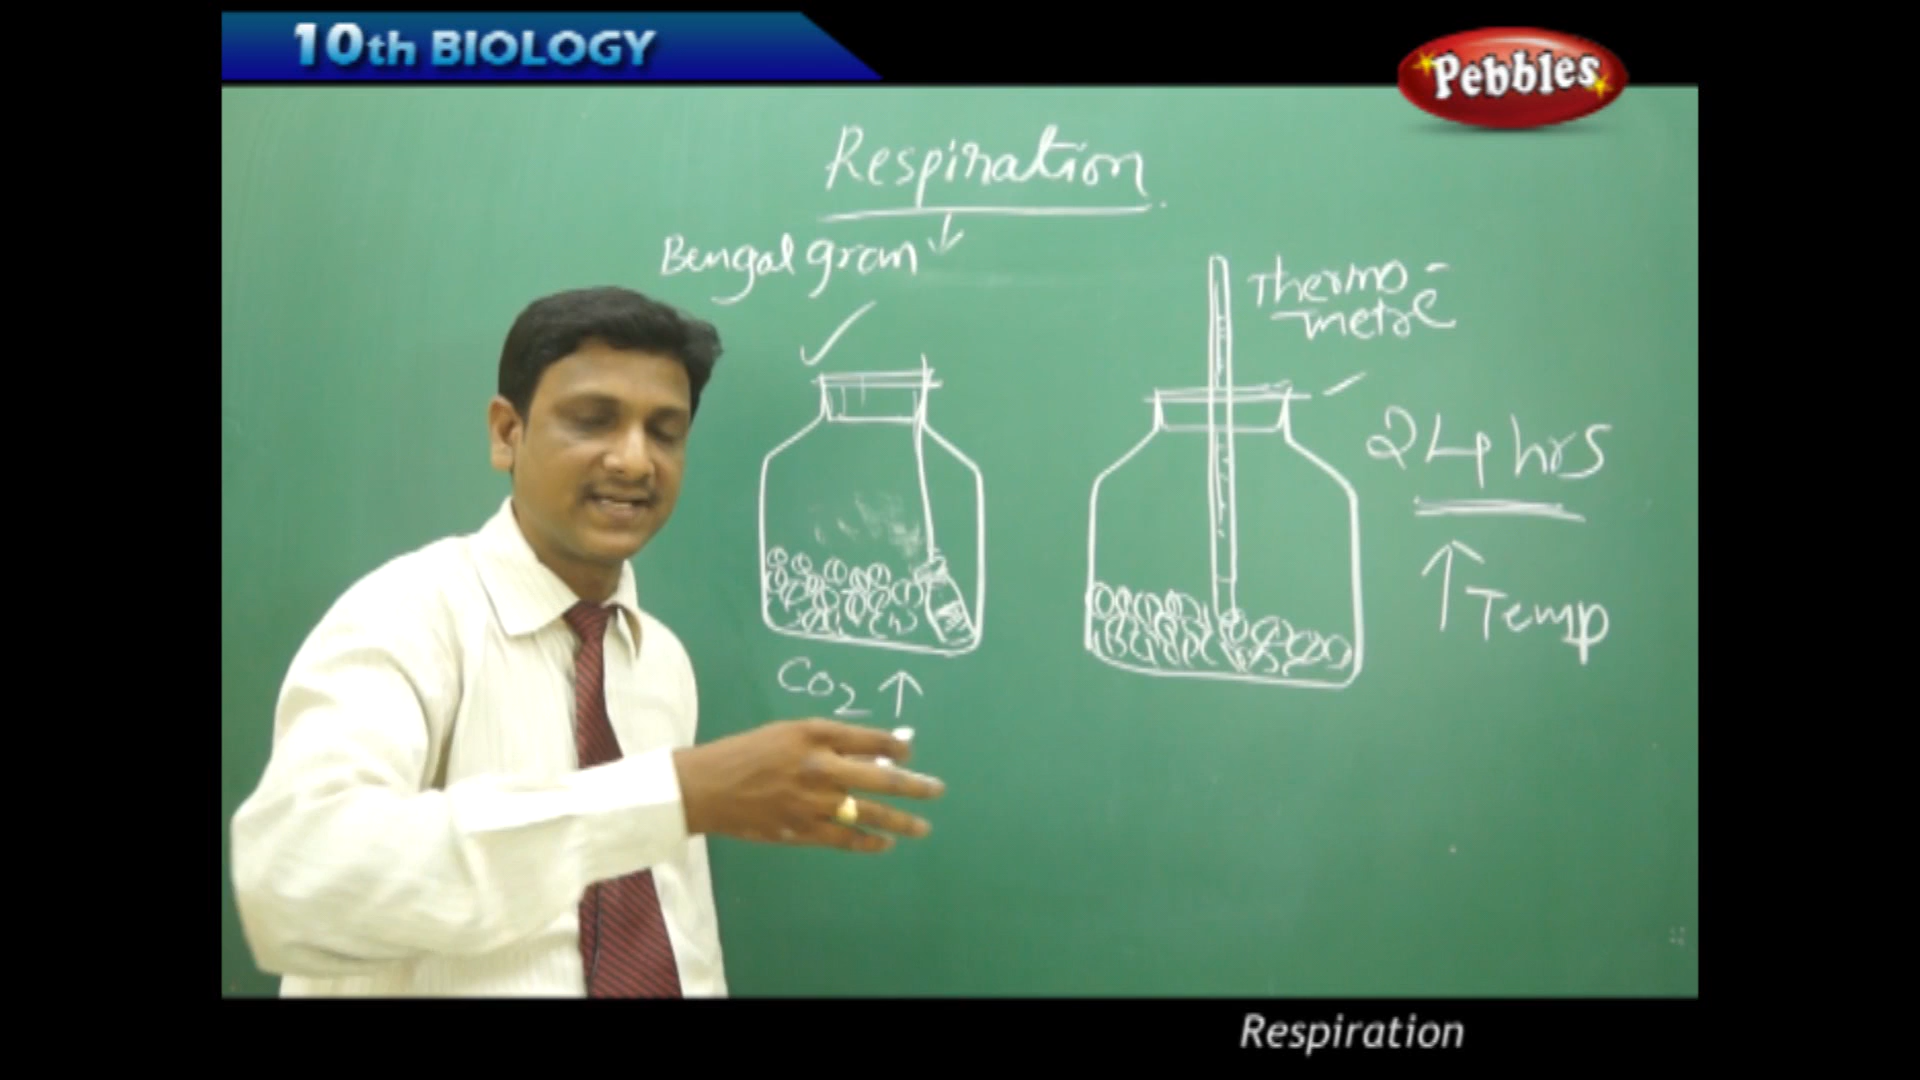 10th BIOLOGY
Pebbles
Respiration
Bengal gram
Thermo-
metre
24 hrs
↑ Temp
CO2 ↑
Respiration